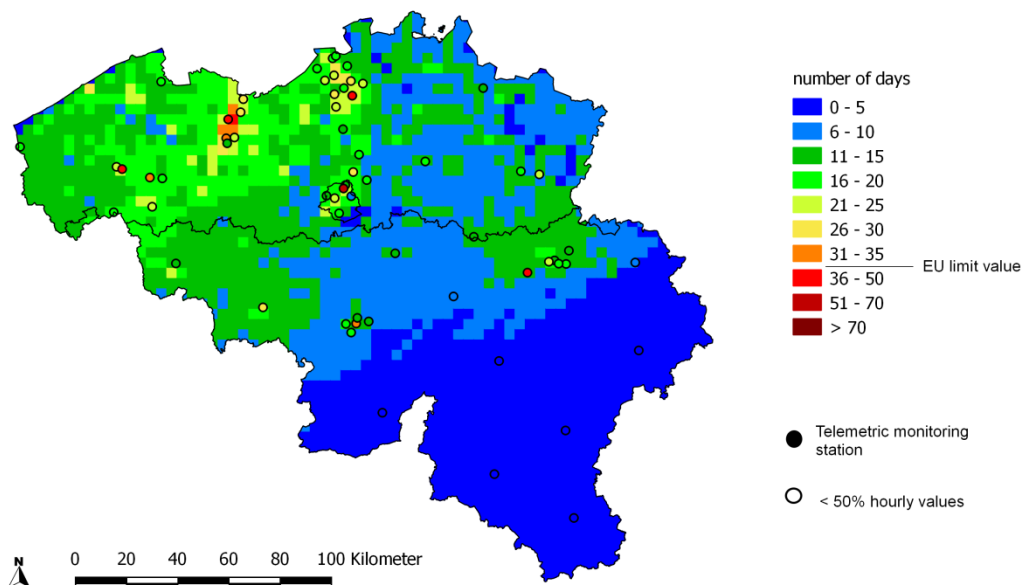 number of days
0 - 5
6 - 10
11 - 15
16 - 20
21 - 25
26 - 30
31 - 35
EU limit value
36 - 50
51 - 70
> 70
Telemetric monitoring
station
< 50% hourly values
N
0 20 40 60 80 100 Kilometer